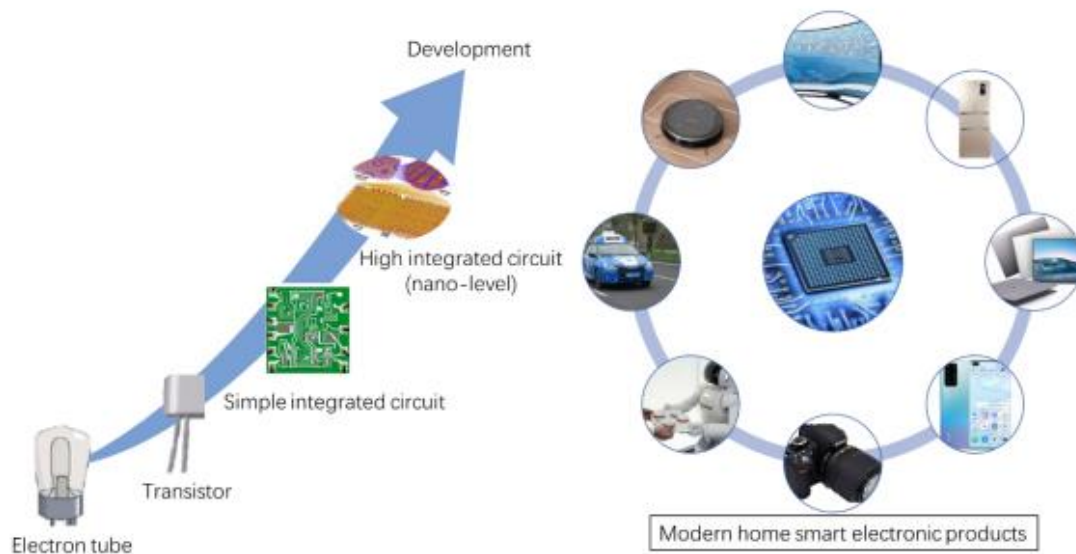 Development
High integrated circuit
(nano-level)
Simple integrated circuit
Transistor
Electron tube
Modern home smart electronic products